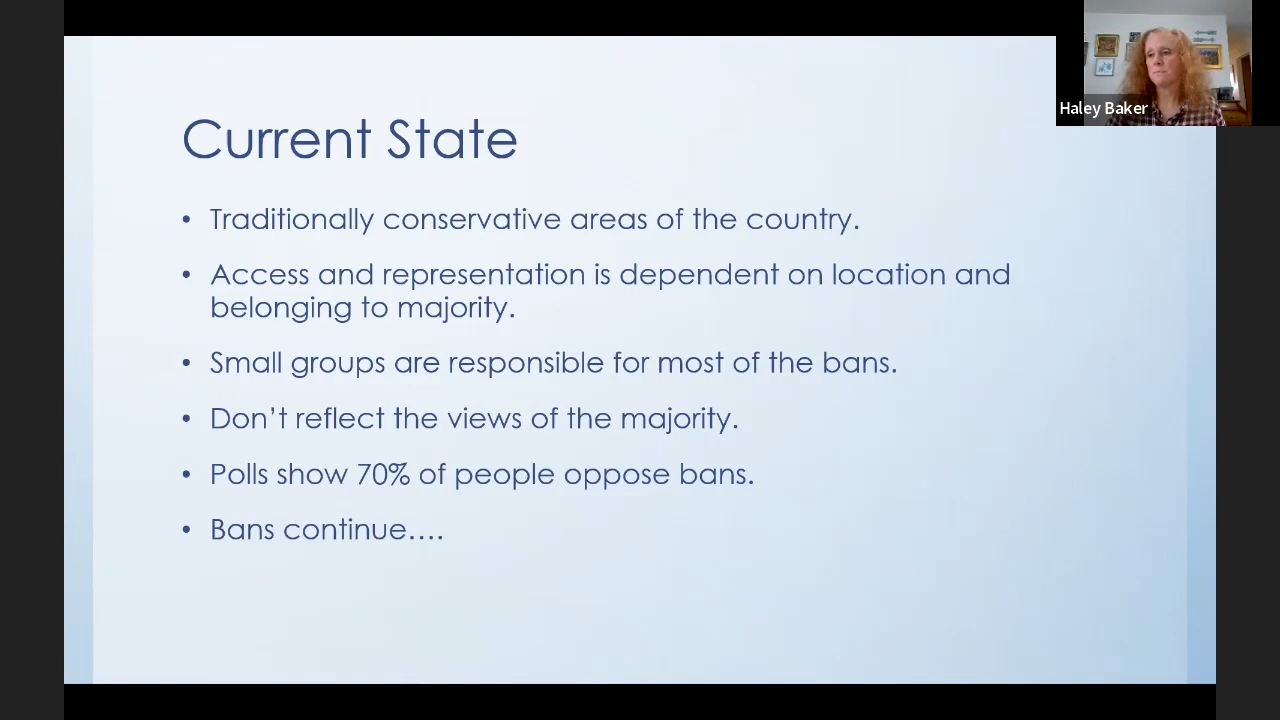 Haley Baker
Current State
• Traditionally conservative areas of the country.
• Access and representation is dependent on location and
belonging to majority.
• Small groups are responsible for most of the bans.
• Don’t reflect the views of the majority.
• Polls show 70% of people oppose bans.
• Bans continue….